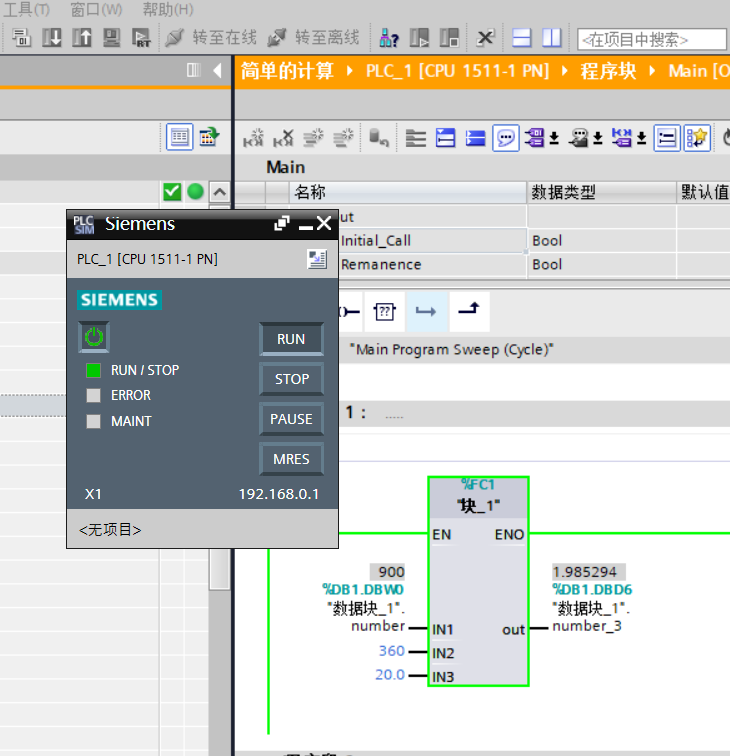 工具(T) 窗口(W) 帮助(H)
转至在线 转至离线 <在项目中搜索>
简单的计算 PLC_1 [CPU 1511-1 PN] 程序块 Main [O
Main
名称 数据类型 默认值
ut
Initial_Call Bool
Remanence Bool
PLC SIM Siemens
PLC_1 [CPU 1511-1 PN]
SIEMENS
RUN
RUN / STOP
STOP
ERROR
PAUSE
MAINT
MRES
X1 192.168.0.1
<无项目>
??
"Main Program Sweep (Cycle)"
1 : .....
%FC1
"块_1"
EN ENO
900 1.985294
%DB1.DBW0 %DB1.DBD6
"数据块_1". "数据块_1".
number IN1 out number_3
360 IN2
20.0 IN3